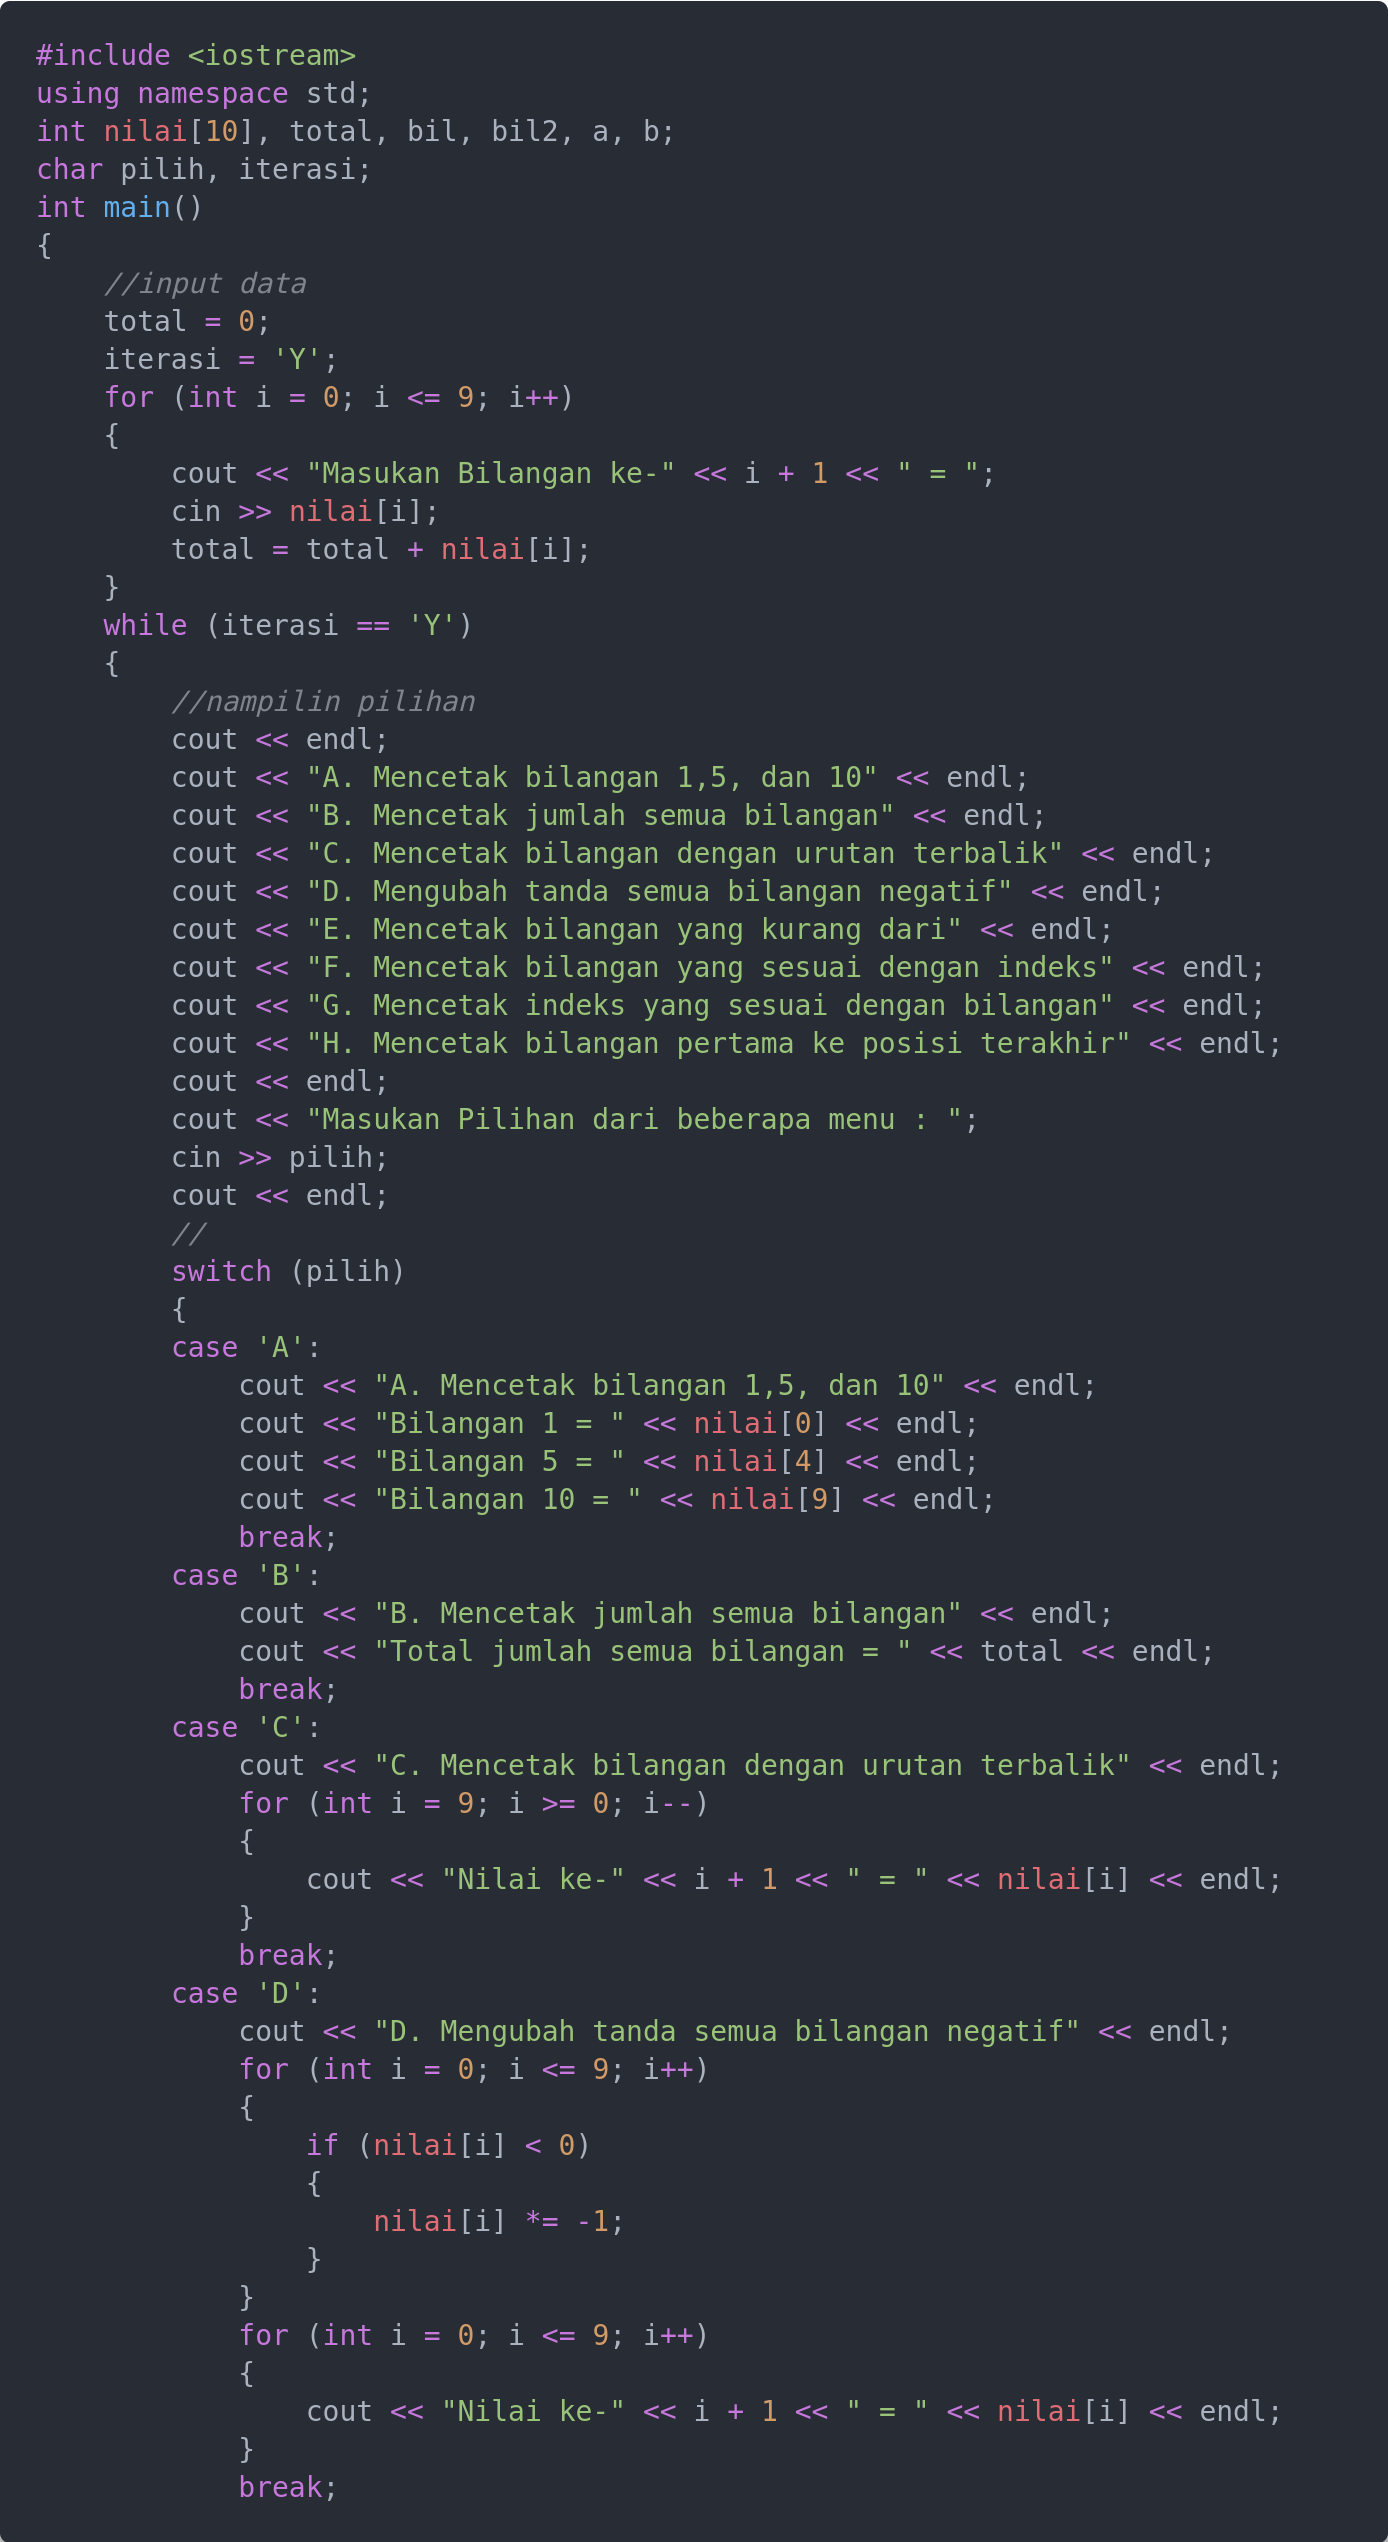 #include <iostream>
using namespace std;
int nilai[10], total, bil, bil2, a, b;
char pilih, iterasi;
int main()
{
    //input data
    total = 0;
    iterasi = 'Y';
    for (int i = 0; i <= 9; i++)
    {
        cout << "Masukan Bilangan ke-" << i + 1 << " = ";
        cin >> nilai[i];
        total = total + nilai[i];
    }
    while (iterasi == 'Y')
    {
        //nampilin pilihan
        cout << endl;
        cout << "A. Mencetak bilangan 1,5, dan 10" << endl;
        cout << "B. Mencetak jumlah semua bilangan" << endl;
        cout << "C. Mencetak bilangan dengan urutan terbalik" << endl;
        cout << "D. Mengubah tanda semua bilangan negatif" << endl;
        cout << "E. Mencetak bilangan yang kurang dari" << endl;
        cout << "F. Mencetak bilangan yang sesuai dengan indeks" << endl;
        cout << "G. Mencetak indeks yang sesuai dengan bilangan" << endl;
        cout << "H. Mencetak bilangan pertama ke posisi terakhir" << endl;
        cout << endl;
        cout << "Masukan Pilihan dari beberapa menu : ";
        cin >> pilih;
        cout << endl;
        //
        switch (pilih)
        {
        case 'A':
            cout << "A. Mencetak bilangan 1,5, dan 10" << endl;
            cout << "Bilangan 1 = " << nilai[0] << endl;
            cout << "Bilangan 5 = " << nilai[4] << endl;
            cout << "Bilangan 10 = " << nilai[9] << endl;
            break;
        case 'B':
            cout << "B. Mencetak jumlah semua bilangan" << endl;
            cout << "Total jumlah semua bilangan = " << total << endl;
            break;
        case 'C':
            cout << "C. Mencetak bilangan dengan urutan terbalik" << endl;
            for (int i = 9; i >= 0; i--)
            {
                cout << "Nilai ke-" << i + 1 << " = " << nilai[i] << endl;
            }
            break;
        case 'D':
            cout << "D. Mengubah tanda semua bilangan negatif" << endl;
            for (int i = 0; i <= 9; i++)
            {
                if (nilai[i] < 0)
                {
                    nilai[i] *= -1;
                }
            }
            for (int i = 0; i <= 9; i++)
            {
                cout << "Nilai ke-" << i + 1 << " = " << nilai[i] << endl;
            }
            break;